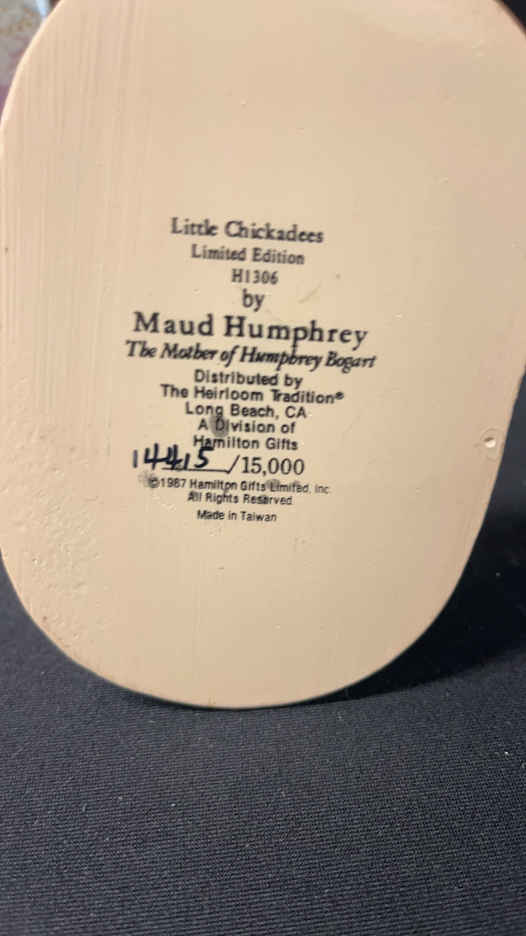 Little Chickadees
Limited Edition
H1306
by
Maud Humphrey
The Mother of Humphrey Bogart
Distributed by
The Heirloom Tradition®
Long Beach, CA
A Division of
Hamilton Gifts
14415/15,000
©1987 Hamilton Gifts Limited, Inc.
All Rights Reserved
Made in Taiwan